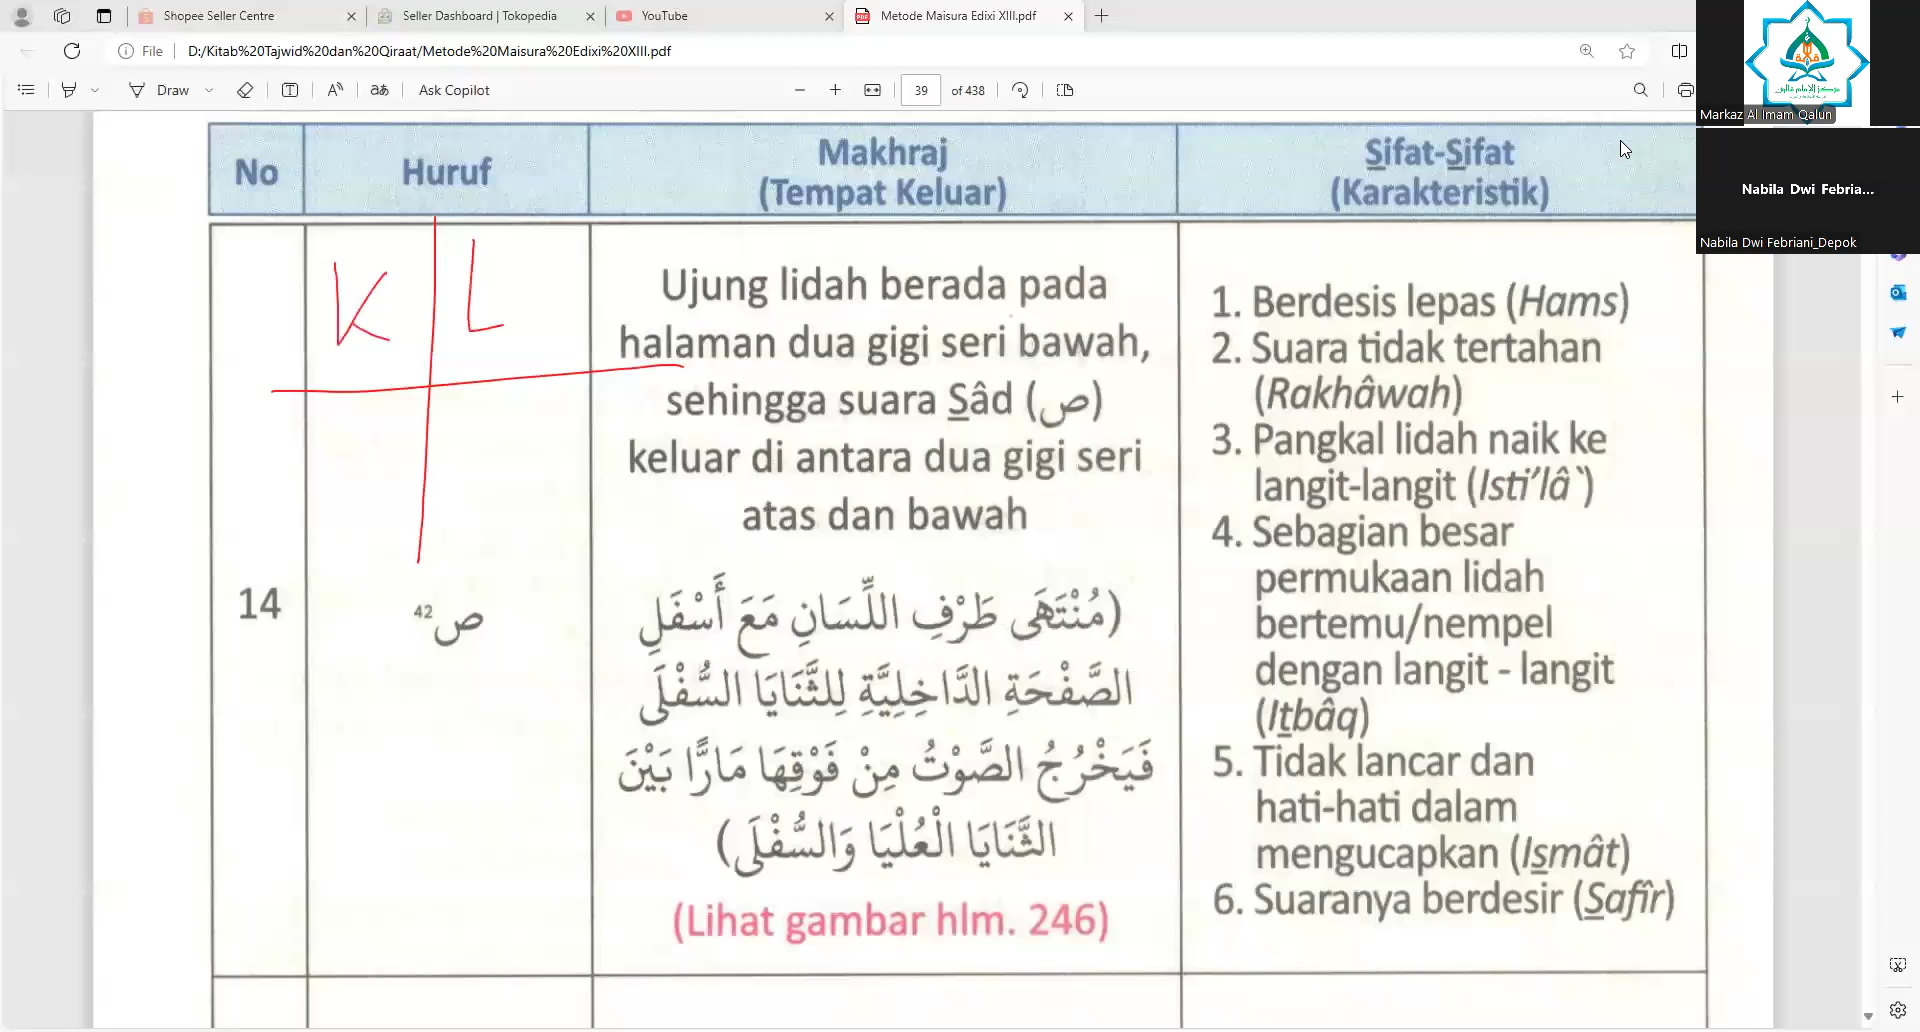 Shopee Seller Centre
Seller Dashboard | Tokopedia
YouTube
Metode Maisura Edixi XIII.pdf
File
D:/Kitab%20Tajwid%20dan%20Qiraat/Metode%20Maisura%20Edixi%20XIII.pdf
Draw
Ask Copilot
39 of 438
Markaz Al Imam Qalun
Nabila Dwi Febria...
Nabila Dwi Febriani_Depok
No
Huruf
Makhraj
(Tempat Keluar)
Sifat-Sifat
(Karakteristik)
K L
14
ص42
Ujung lidah berada pada
halaman dua gigi seri bawah,
sehingga suara Sâd (ص)
keluar di antara dua gigi seri
atas dan bawah
(مُنْتَهَى طَرْفِ اللِّسَانِ مَعَ أَسْفَلِ
الصَّفْحَةِ الدَّاخِلِيَّةِ لِلثَّنَايَا السُّفْلَى
فَيَخْرُجُ الصَّوْتُ مِنْ فَوْقِهَا مَارًّا بَيْنَ
الثَّنَايَا الْعُلْيَا وَالسُّفْلَى)
(Lihat gambar hlm. 246)
1. Berdesis lepas (Hams)
2. Suara tidak tertahan
(Rakhâwah)
3. Pangkal lidah naik ke
langit-langit (Isti’lâ`)
4. Sebagian besar
permukaan lidah
bertemu/nempel
dengan langit - langit
(Itbâq)
5. Tidak lancar dan
hati-hati dalam
mengucapkan (Ismât)
6. Suaranya berdesir (Safîr)